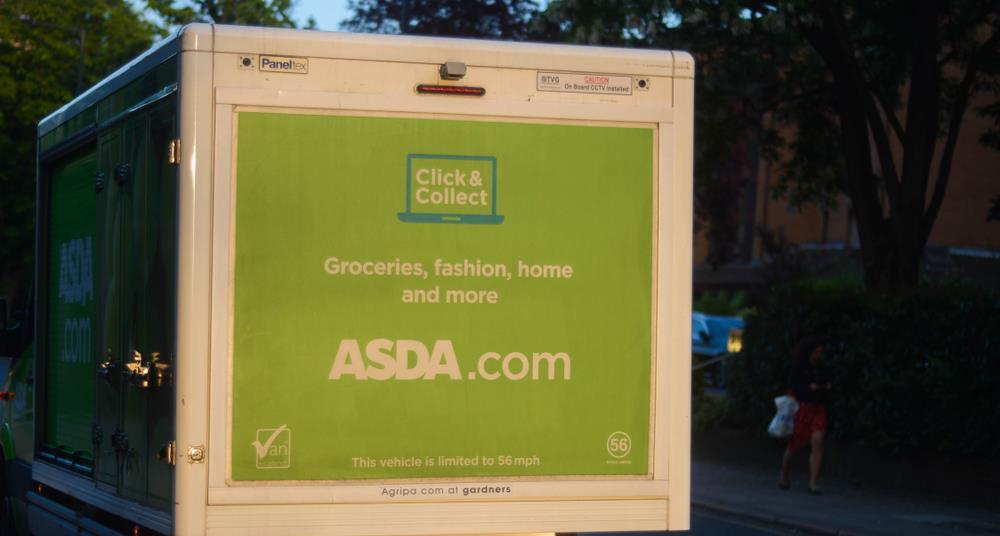 Paneltex
BTVG
CAUTION
On Board CCTV Installed
Click &
Collect
Groceries, fashion, home
and more
ASDA.com
Van
56
This vehicle is limited to 56mph
Agripa.com at gardners
ASDA
.com